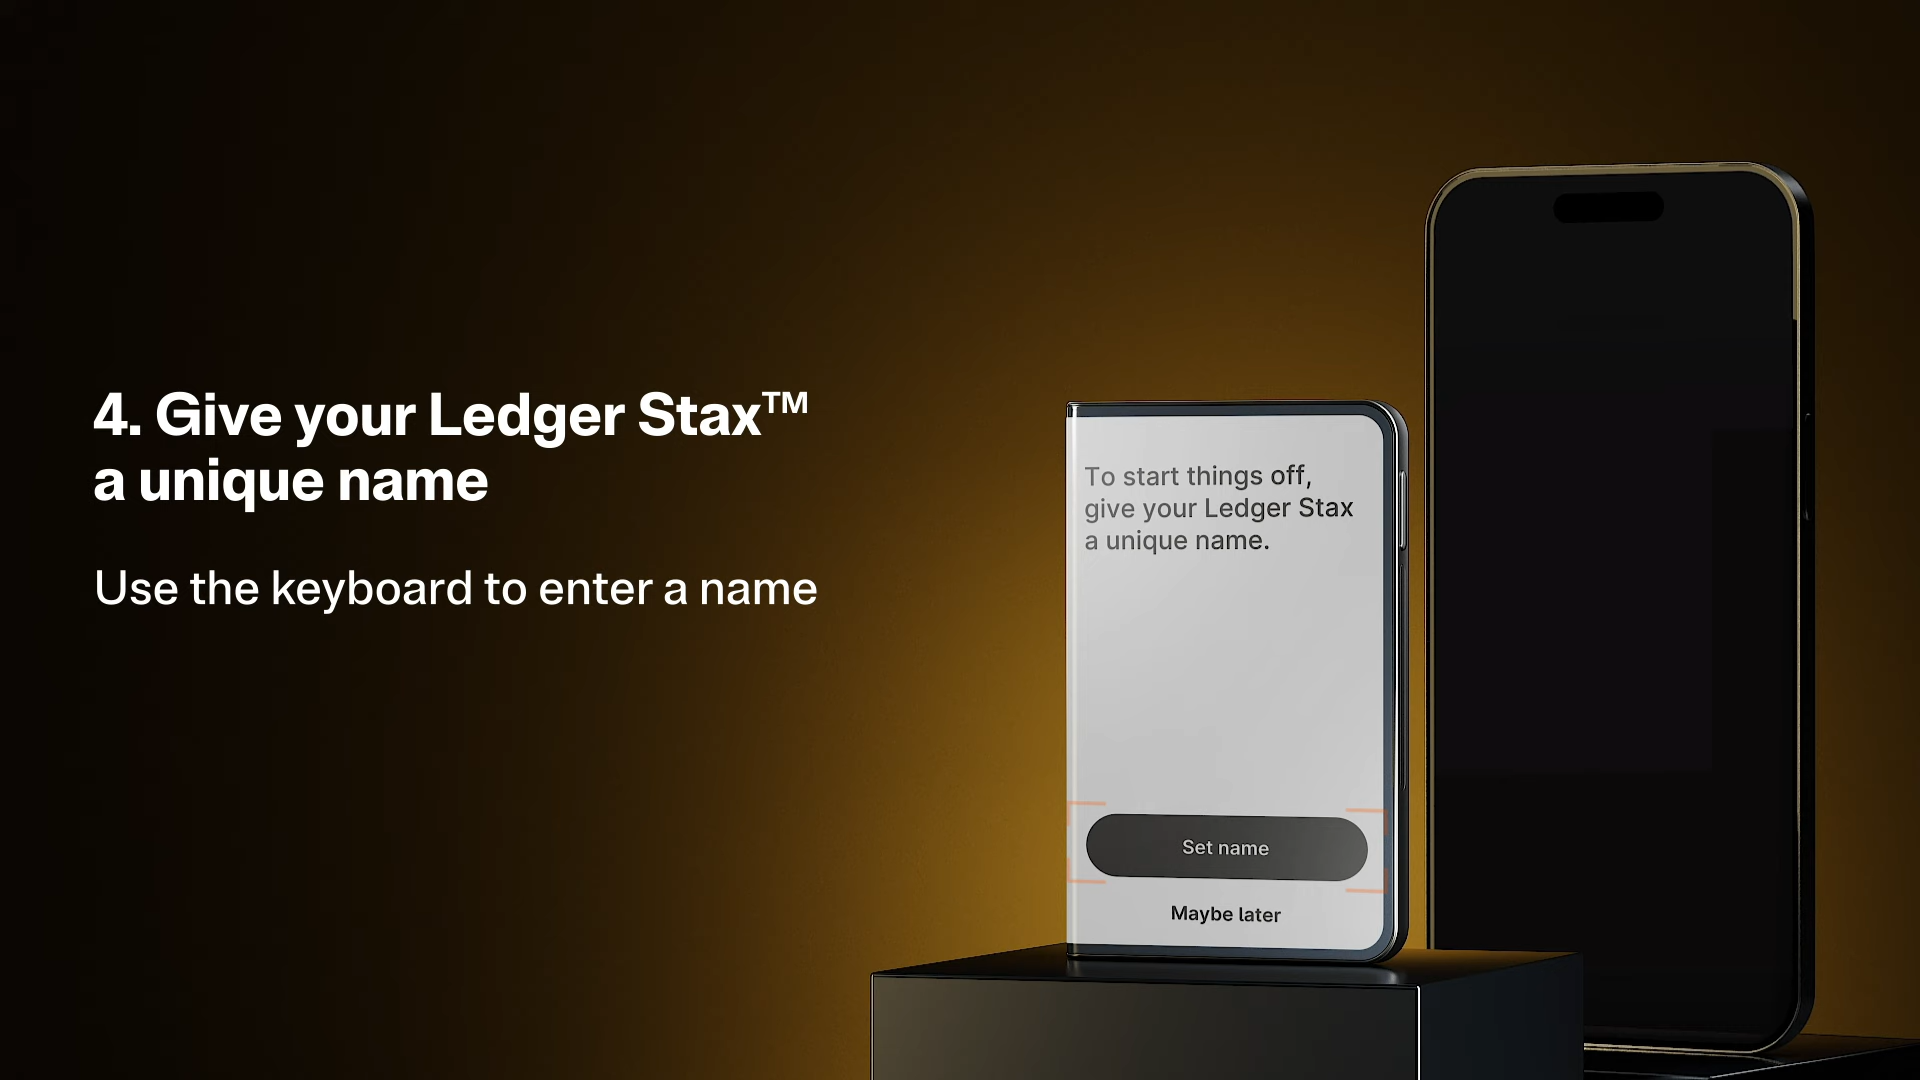 4. Give your Ledger Stax™
a unique name
Use the keyboard to enter a name
To start things off,
give your Ledger Stax
a unique name.
Set name
Maybe later